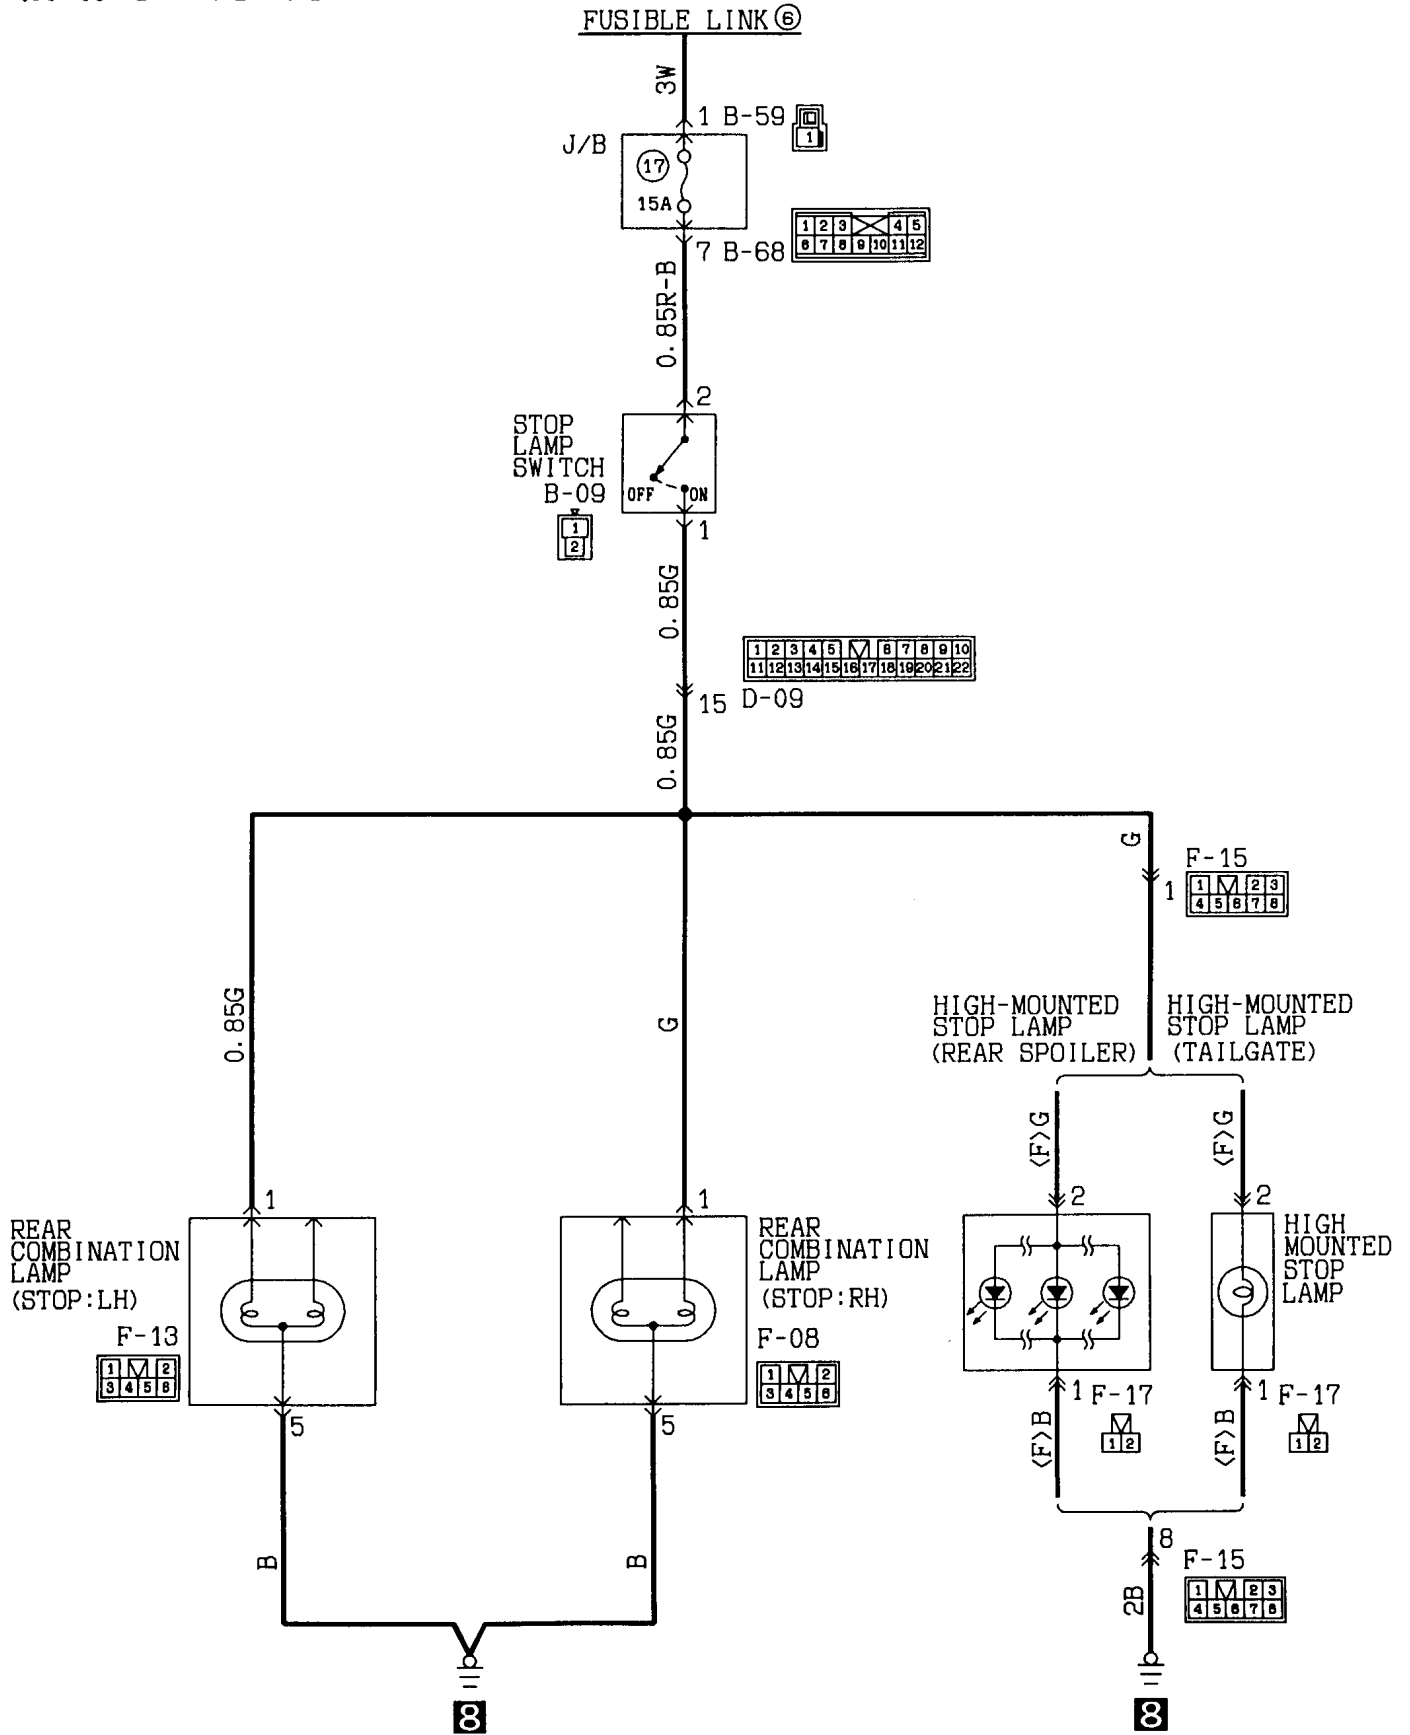 FUSIBLE LINK ⑥
3W
1 B-59
1
J/B
⑰
15A
1 2 3 4 5
6 7 8 9 10 11 12
7 B-68
0.85R-B
2
STOP
LAMP
SWITCH
B-09
OFF ON
1
2
1
0.85G
1 2 3 4 5 6 7 8 9 10
11 12 13 14 15 16 17 18 19 20 21 22
15 D-09
0.85G
G
F-15
1
1 2 3
4 5 6 7 8
0.85G
G
HIGH-MOUNTED
STOP LAMP
(REAR SPOILER)
HIGH-MOUNTED
STOP LAMP
(TAILGATE)
<F>G
<F>G
1
1
2
2
REAR
COMBINATION
LAMP
(STOP:LH)
F-13
1 2
3 4 5 6
REAR
COMBINATION
LAMP
(STOP:RH)
F-08
1 2
3 4 5 6
HIGH
MOUNTED
STOP
LAMP
5
5
1 F-17
1 2
1 F-17
1 2
<F>B
<F>B
B
B
8
F-15
1 2 3
4 5 6 7 8
2B
8
8